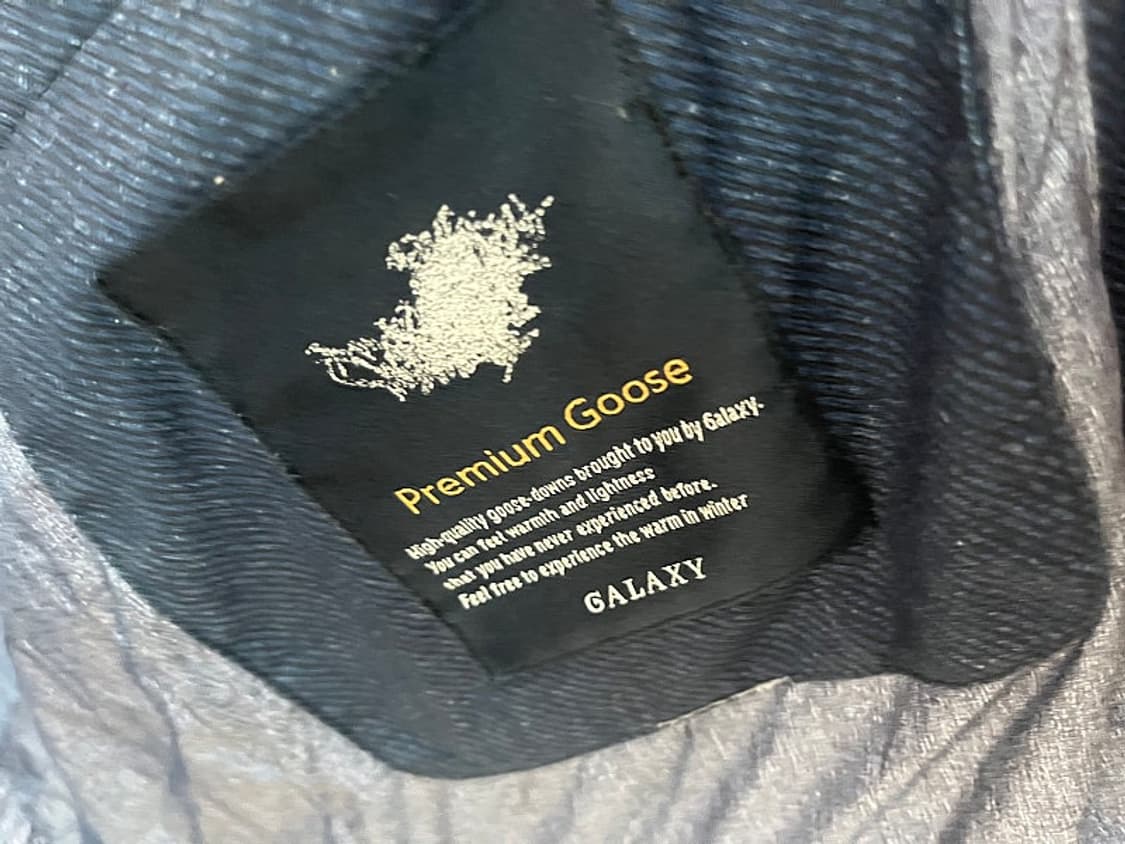 Premium Goose
High-quality goose-downs brought to you by Galaxy.
You can feel warmth and lightness
that you have never experienced before.
Feel free to experience the warm in winter
GALAXY